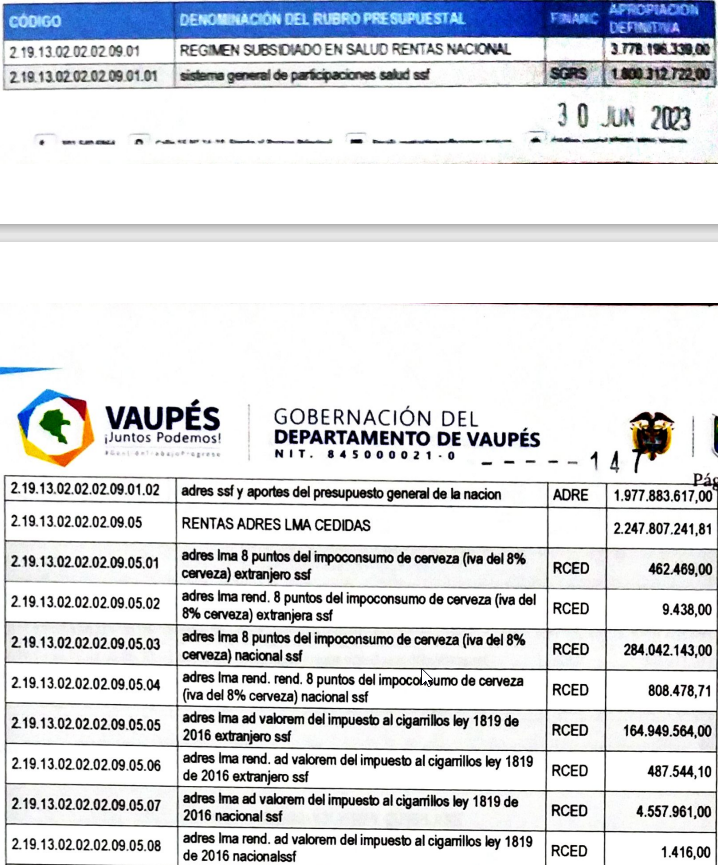 CÓDIGO DENOMINACIÓN DEL RUBRO PRESUPUESTAL FINANC APROPIACION DEFINITIVA
2.19.13.02.02.02.09.01 REGIMEN SUBSIDIADO EN SALUD RENTAS NACIONAL 3.778.196.339,00
2.19.13.02.02.02.09.01.01 sistema general de participaciones salud ssf SGRS 1.800.312.722,00
30 JUN 2023
VAUPÉS
¡Juntos Podemos!
GOBERNACIÓN DEL
DEPARTAMENTO DE VAUPÉS
NIT. 845000021-0
- - - - - 147
Pág
2.19.13.02.02.02.09.01.02 adres ssf y aportes del presupuesto general de la nacion ADRE 1.977.883.617,00
2.19.13.02.02.02.09.05 RENTAS ADRES LMA CEDIDAS 2.247.807.241,81
2.19.13.02.02.02.09.05.01 adres lma 8 puntos del impoconsumo de cerveza (iva del 8%
cerveza) extranjero ssf RCED 462.469,00
2.19.13.02.02.02.09.05.02 adres lma rend. 8 puntos del impoconsumo de cerveza (iva del
8% cerveza) extranjera ssf RCED 9.438,00
2.19.13.02.02.02.09.05.03 adres lma 8 puntos del impoconsumo de cerveza (iva del 8%
cerveza) nacional ssf RCED 284.042.143,00
2.19.13.02.02.02.09.05.04 adres lma rend. rend. 8 puntos del impoconsumo de cerveza
(iva del 8% cerveza) nacional ssf RCED 808.478,71
2.19.13.02.02.02.09.05.05 adres lma ad valorem del impuesto al cigarrillos ley 1819 de
2016 extranjero ssf RCED 164.949.564,00
2.19.13.02.02.02.09.05.06 adres lma rend. ad valorem del impuesto al cigarrillos ley 1819
de 2016 extranjero ssf RCED 487.544,10
2.19.13.02.02.02.09.05.07 adres lma ad valorem del impuesto al cigarrillos ley 1819 de
2016 nacional ssf RCED 4.557.961,00
2.19.13.02.02.02.09.05.08 adres lma rend. ad valorem del impuesto al cigarrillos ley 1819
de 2016 nacionalssf RCED 1.416,00